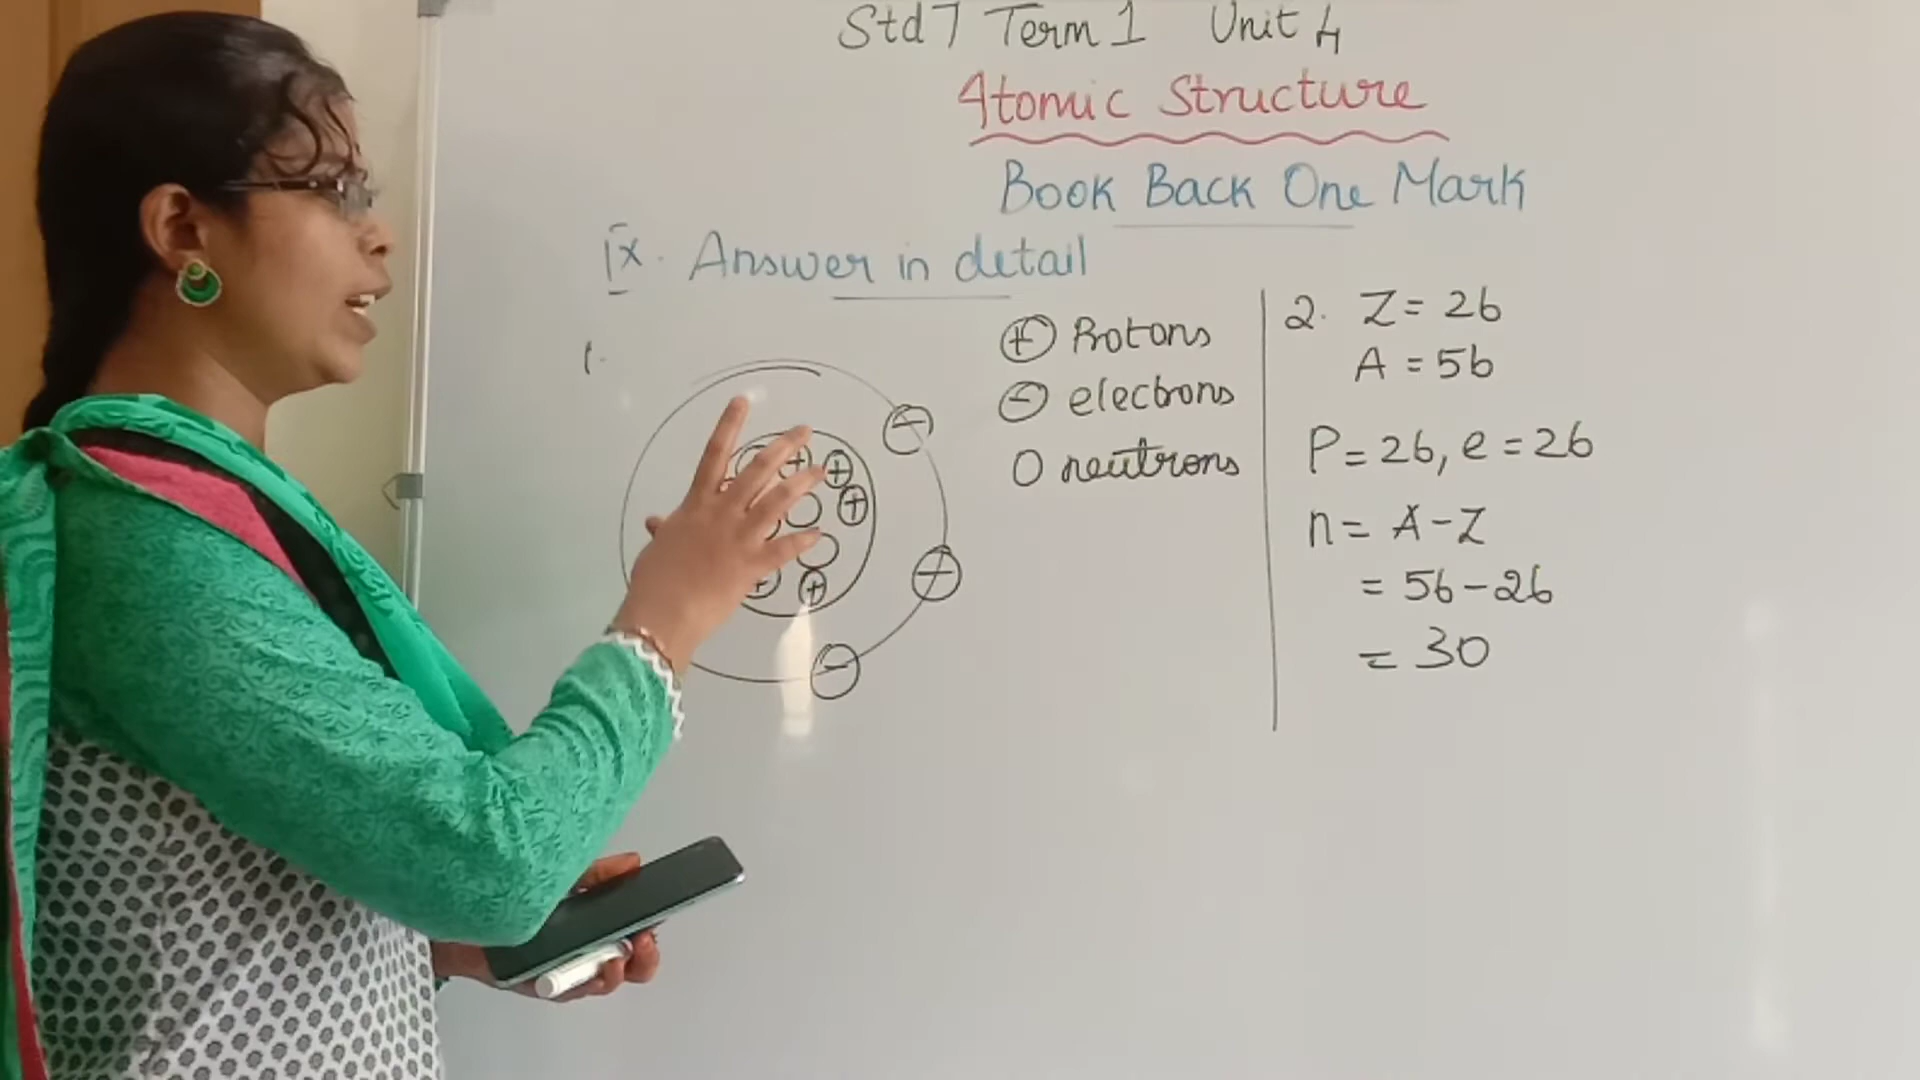 Std 7 Term 1 Unit 4
Atomic Structure
Book Back One Mark
IX. Answer in detail
1.
+ Protons
- electrons
O neutrons
2. Z = 26
A = 56
P = 26, e = 26
n = A - Z
= 56 - 26
= 30